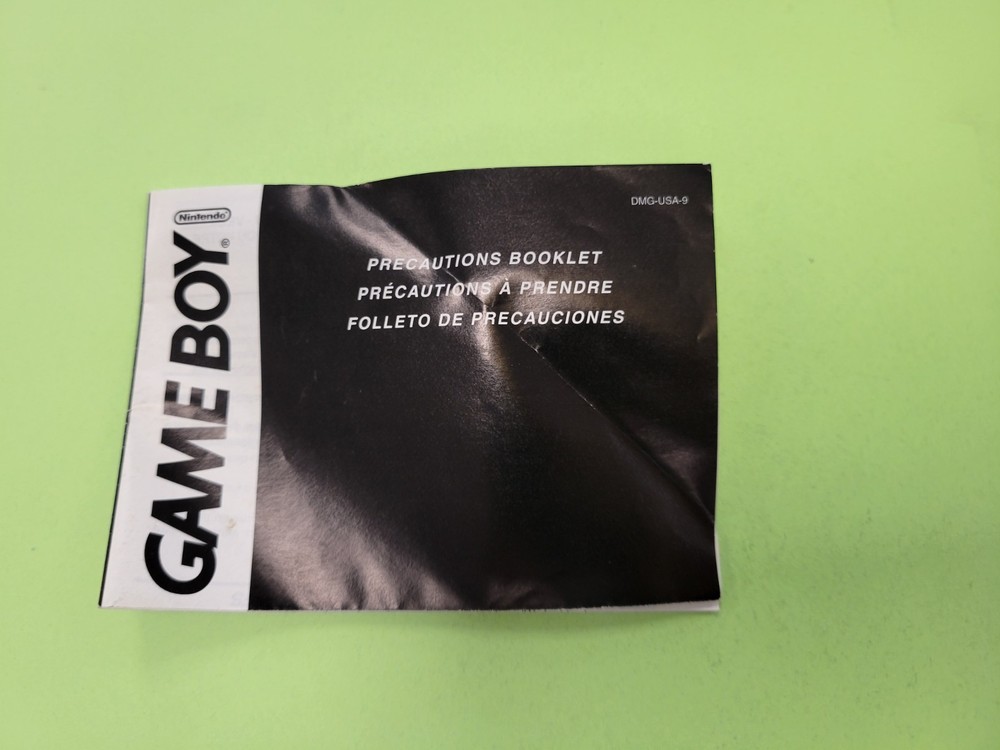 Nintendo®
GAME BOY®
DMG-USA-9
PRECAUTIONS BOOKLET
PRÉCAUTIONS À PRENDRE
FOLLETO DE PRECAUCIONES